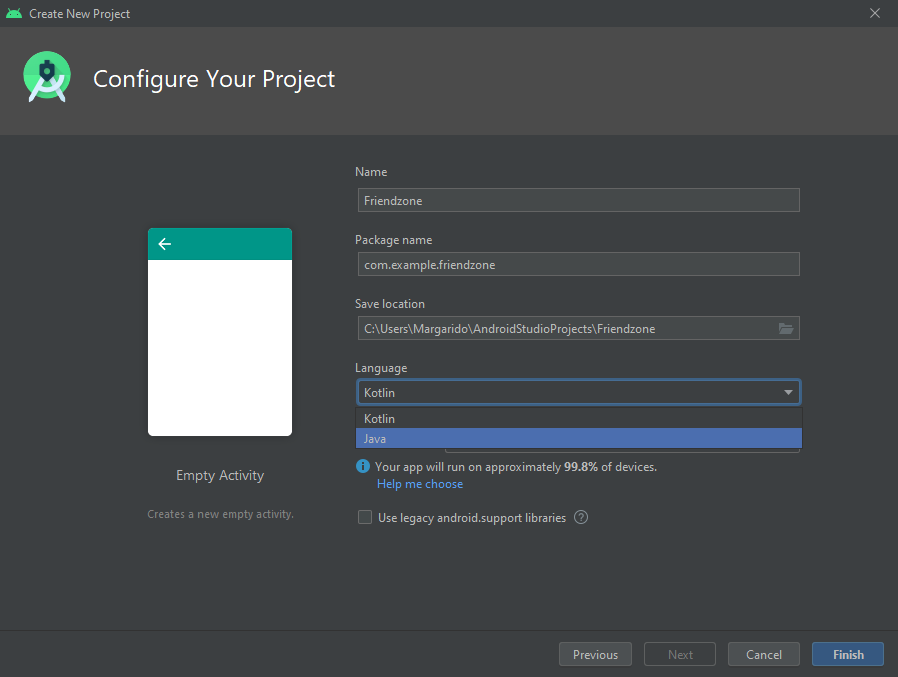 Create New Project
Configure Your Project
Name
Friendzone
Package name
com.example.friendzone
Save location
C:\Users\Margarido\AndroidStudioProjects\Friendzone
Language
Kotlin
Kotlin
Java
Your app will run on approximately 99.8% of devices.
Help me choose
Use legacy android.support libraries ?
Empty Activity
Creates a new empty activity.
Previous
Next
Cancel
Finish